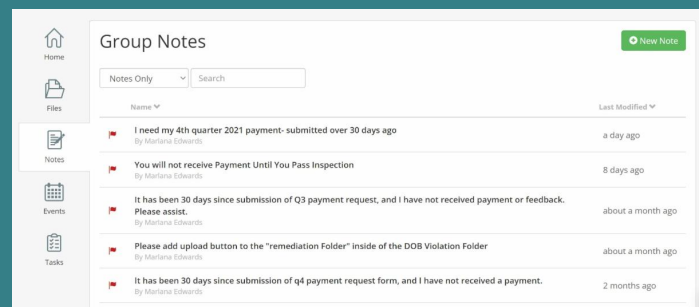 Home
Files
Notes
Events
Tasks
Group Notes
New Note
Notes Only
Search
Name
Last Modified
I need my 4th quarter 2021 payment- submitted over 30 days ago
By Marlana Edwards
a day ago
You will not receive Payment Until You Pass Inspection
By Marlana Edwards
8 days ago
It has been 30 days since submission of Q3 payment request, and I have not received payment or feedback.
Please assist.
By Marlana Edwards
about a month ago
Please add upload button to the "remediation Folder" inside of the DOB Violation Folder
By Marlana Edwards
about a month ago
It has been 30 days since submission of q4 payment request form, and I have not received a payment.
By Marlana Edwards
2 months ago